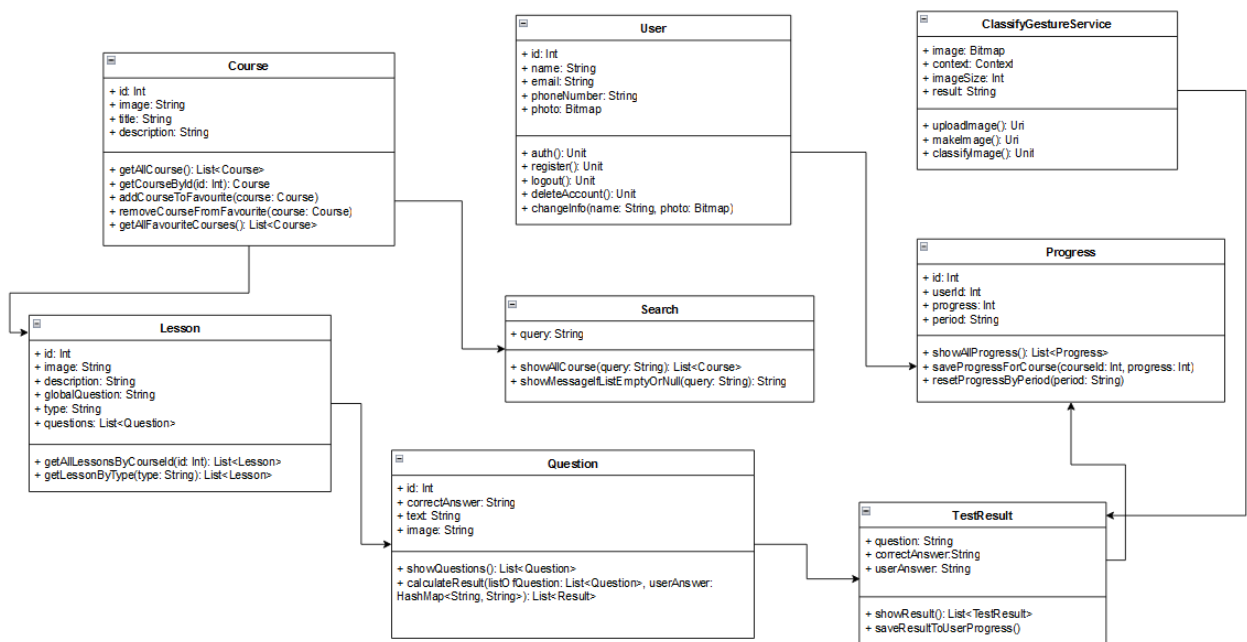 Course
+ id: Int
+ image: String
+ title: String
+ description: String
+ getAllCourse(): List<Course>
+ getCourseById(id: Int): Course
+ addCourseToFavourite(course: Course)
+ removeCourseFromFavourite(course: Course)
+ getAllFavouriteCourses(): List<Course>
User
+ id: Int
+ name: String
+ email: String
+ phoneNumber: String
+ photo: Bitmap
+ auth(): Unit
+ register(): Unit
+ logout(): Unit
+ deleteAccount(): Unit
+ changeInfo(name: String, photo: Bitmap)
ClassifyGestureService
+ image: Bitmap
+ context: Context
+ imageSize: Int
+ result: String
+ uploadImage(): Uri
+ makeImage(): Uri
+ classifyImage(): Unit
Lesson
+ id: Int
+ image: String
+ description: String
+ globalQuestion: String
+ type: String
+ questions: List<Question>
+ getAllLessonsByCourseId(id: Int): List<Lesson>
+ getLessonByType(type: String): List<Lesson>
Search
+ query: String
+ showAllCourse(query: String): List<Course>
+ showMessageIfListEmptyOrNull(query: String): String
Progress
+ id: Int
+ userId: Int
+ progress: Int
+ period: String
+ showAllProgress(): List<Progress>
+ saveProgressForCourse(courseId: Int, progress: Int)
+ resetProgressByPeriod(period: String)
Question
+ id: Int
+ correctAnswer: String
+ text: String
+ image: String
+ showQuestions(): List<Question>
+ calculateResult(listOfQuestion: List<Question>, userAnswer:
HashMap<String, String>): List<Result>
TestResult
+ question: String
+ correctAnswer:String
+ userAnswer: String
+ showResult(): List<TestResult>
+ saveResultToUserProgress()